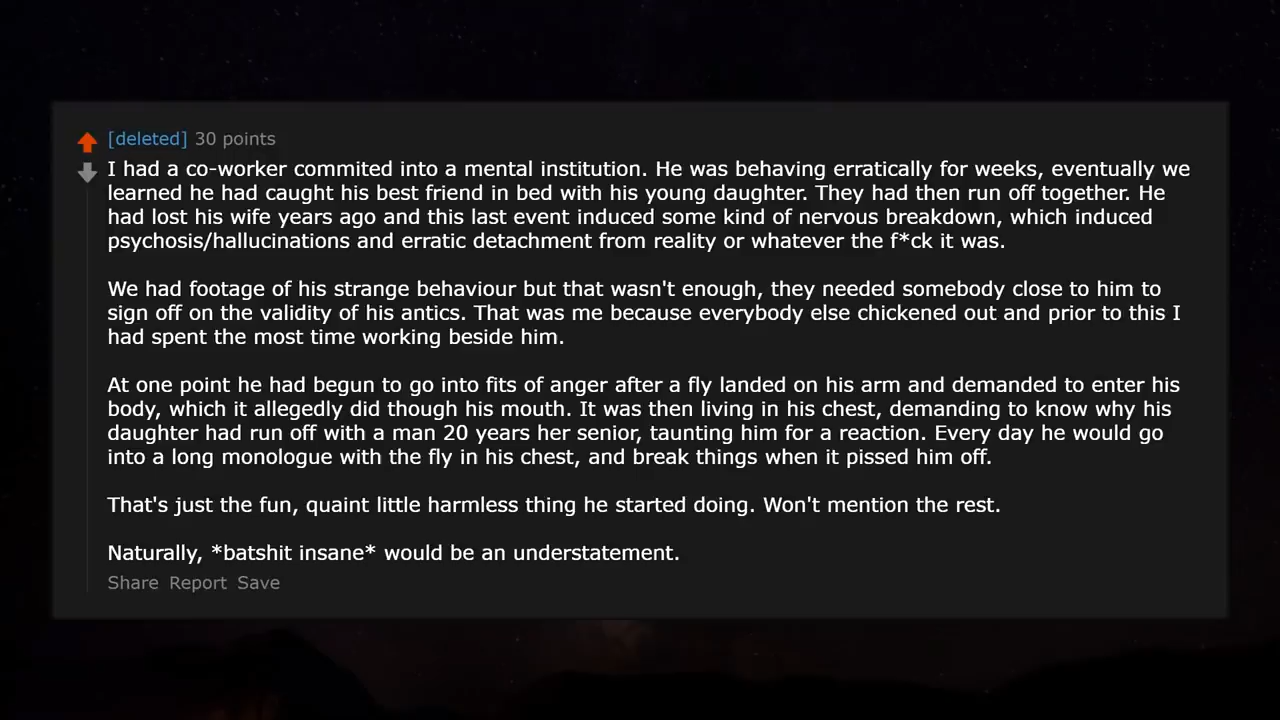 [deleted] 30 points
I had a co-worker commited into a mental institution. He was behaving erratically for weeks, eventually we
learned he had caught his best friend in bed with his young daughter. They had then run off together. He
had lost his wife years ago and this last event induced some kind of nervous breakdown, which induced
psychosis/hallucinations and erratic detachment from reality or whatever the f*ck it was.
We had footage of his strange behaviour but that wasn't enough, they needed somebody close to him to
sign off on the validity of his antics. That was me because everybody else chickened out and prior to this I
had spent the most time working beside him.
At one point he had begun to go into fits of anger after a fly landed on his arm and demanded to enter his
body, which it allegedly did though his mouth. It was then living in his chest, demanding to know why his
daughter had run off with a man 20 years her senior, taunting him for a reaction. Every day he would go
into a long monologue with the fly in his chest, and break things when it pissed him off.
That's just the fun, quaint little harmless thing he started doing. Won't mention the rest.
Naturally, *batshit insane* would be an understatement.
Share Report Save